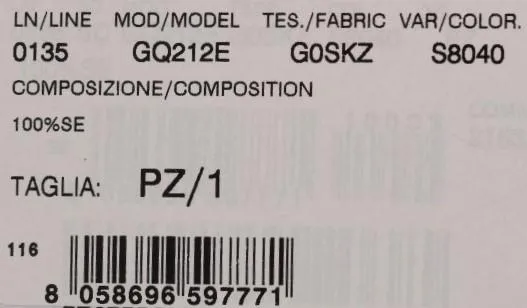 LN/LINE MOD/MODEL TES./FABRIC VAR/COLOR.
0135 GQ212E G0SKZ S8040
COMPOSIZIONE/COMPOSITION
100%SE
TAGLIA: PZ/1
116
8 058696 597771